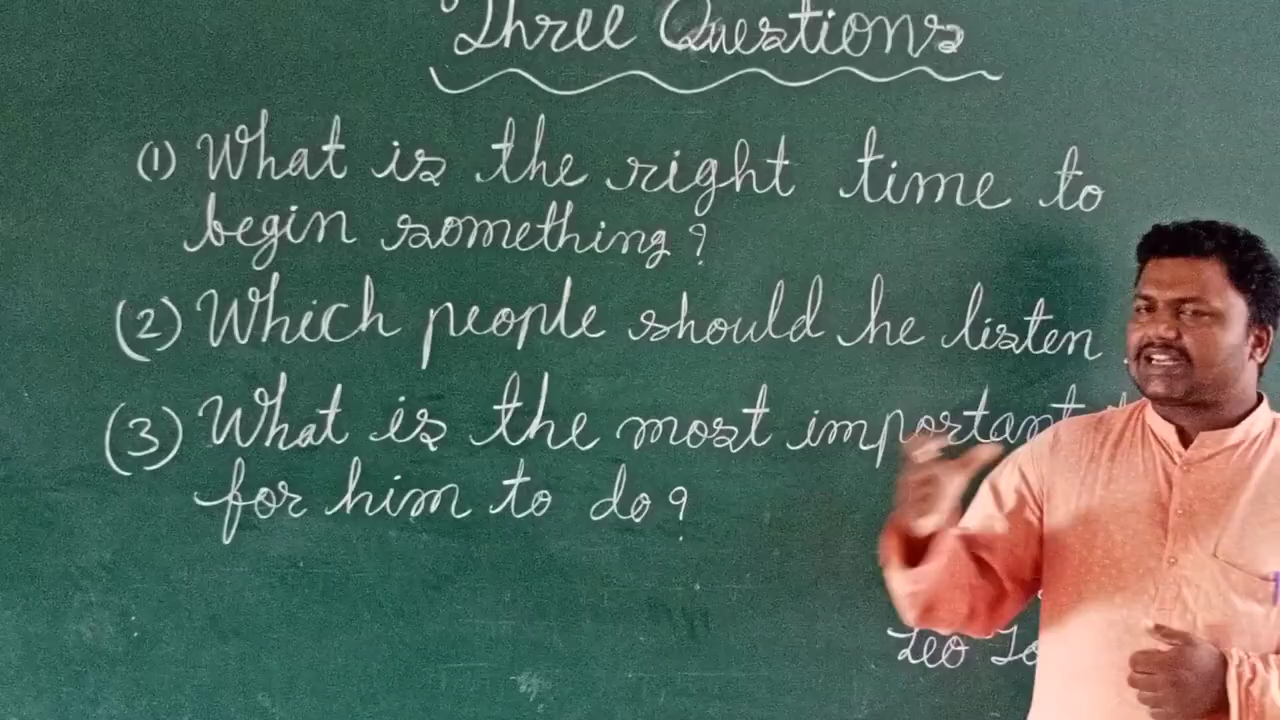 Three Questions
(1) What is the right time to
begin something?
(2) Which people should he listen
(3) What is the most important
for him to do?
Leo